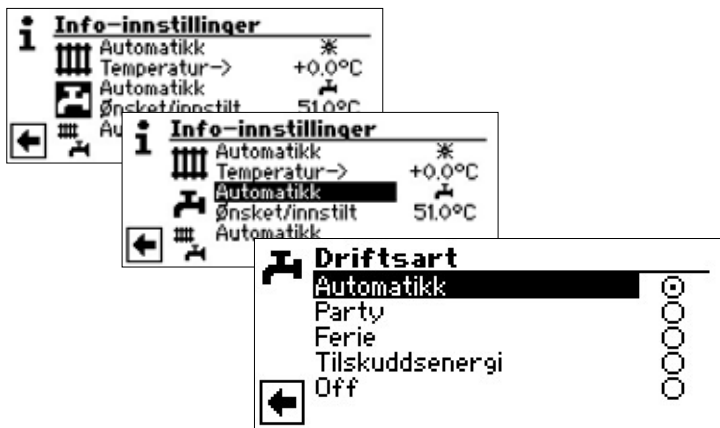 Info-innstillinger
Automatikk
Temperatur-> +0.0°C
Automatikk
Ønsket/innstilt 51.0°C
Au
Info-innstillinger
Automatikk
Temperatur-> +0.0°C
Automatikk
Ønsket/innstilt 51.0°C
Automatikk
Driftsart
Automatikk
Party
Ferie
Tilskuddsenergi
Off